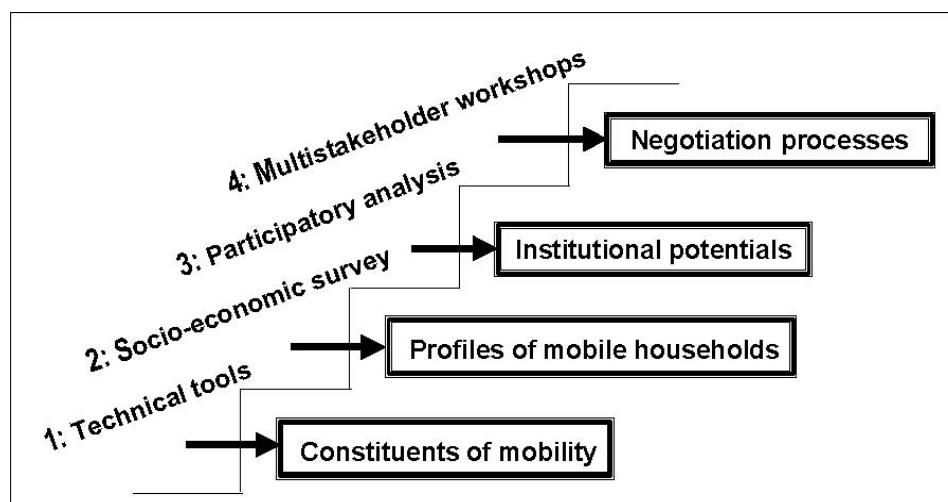 4: Multistakeholder workshops
Negotiation processes
3: Participatory analysis
Institutional potentials
2: Socio-economic survey
Profiles of mobile households
1: Technical tools
Constituents of mobility